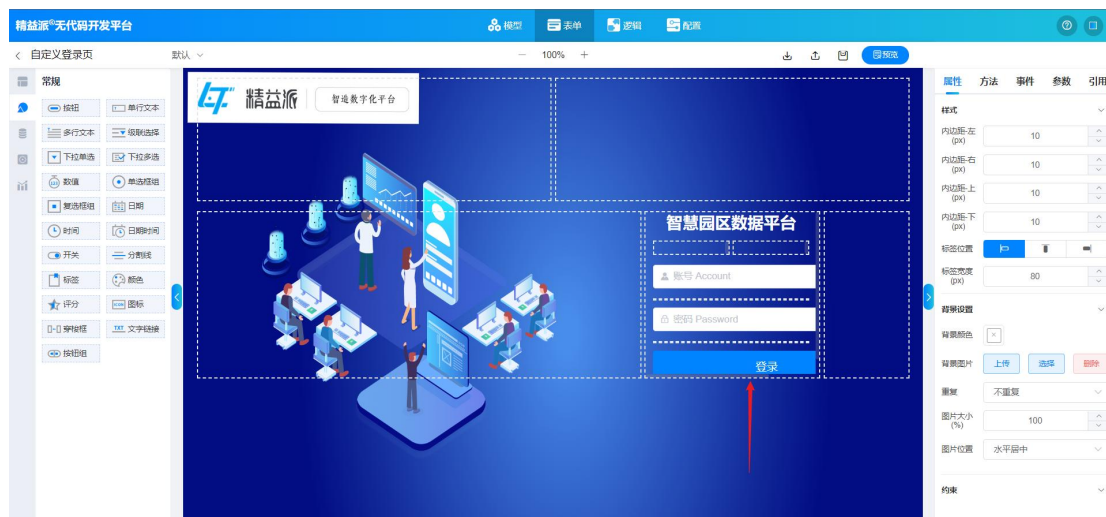 精益派®无代码开发平台
模型
表单
逻辑
配置
自定义登录页
默认
100%
预览
常规
按钮
单行文本
多行文本
级联选择
下拉单选
下拉多选
数值
单选框组
复选框组
日期
时间
日期时间
开关
分割线
标签
颜色
评分
图标
穿梭框
文字链接
按钮组
精益派
智造数字化平台
智慧园区数据平台
账号 Account
密码 Password
登录
属性
方法
事件
参数
引用
样式
内边距-左
(px)
10
内边距-右
(px)
10
内边距-上
(px)
10
内边距-下
(px)
10
标签位置
标签宽度
(px)
80
背景设置
背景颜色
背景图片
上传
选择
删除
重复
不重复
图片大小
(%)
100
图片位置
水平居中
约束